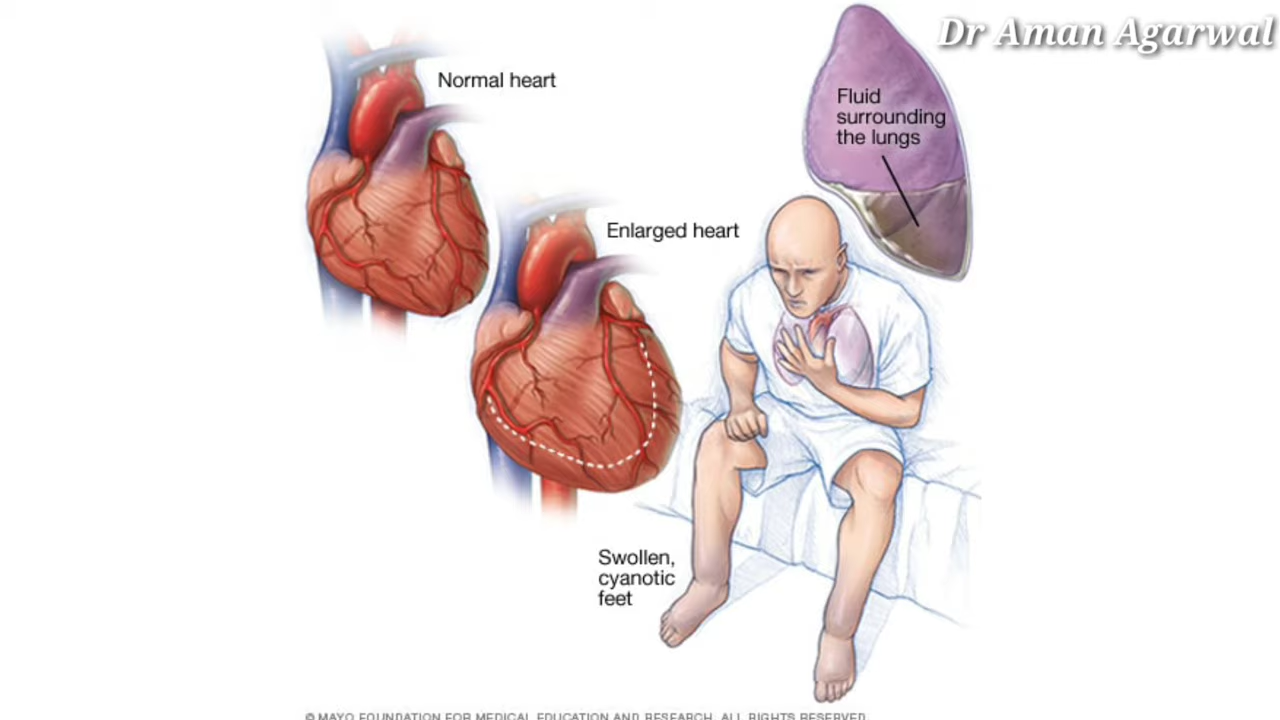 Dr Aman Agarwal
Normal heart
Fluid
surrounding
the lungs
Enlarged heart
Swollen,
cyanotic
feet
© MAYO FOUNDATION FOR MEDICAL EDUCATION AND RESEARCH. ALL RIGHTS RESERVED.